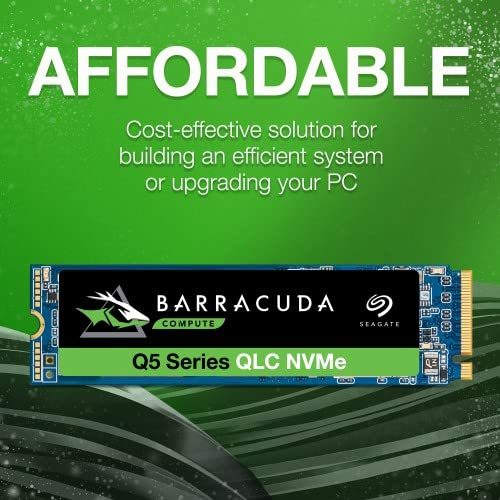 AFFORDABLE
Cost-effective solution for
building an efficient system
or upgrading your PC
BARRACUDA
COMPUTE
SEAGATE
Q5 Series QLC NVMe